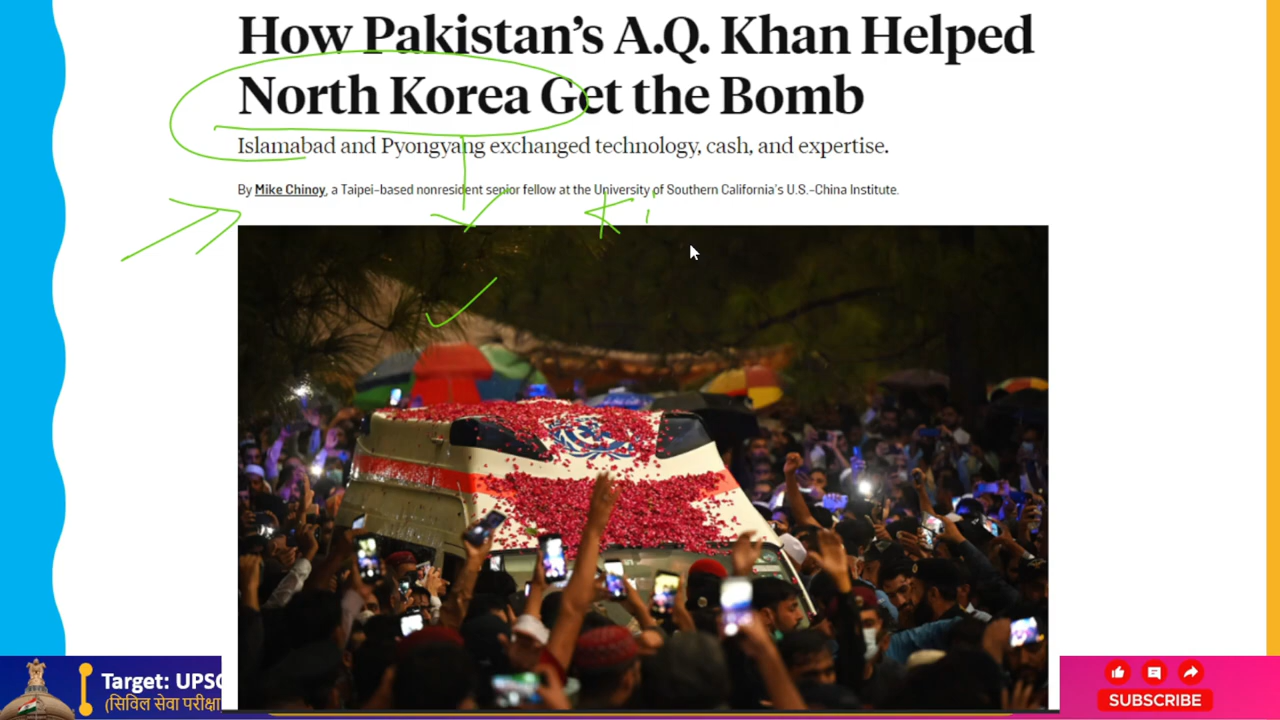 How Pakistan’s A.Q. Khan Helped
North Korea Get the Bomb
Islamabad and Pyongyang exchanged technology, cash, and expertise.
By Mike Chinoy, a Taipei-based nonresident senior fellow at the University of Southern California’s U.S.-China Institute.
Target: UPSC
(सिविल सेवा परीक्षा
SUBSCRIBE